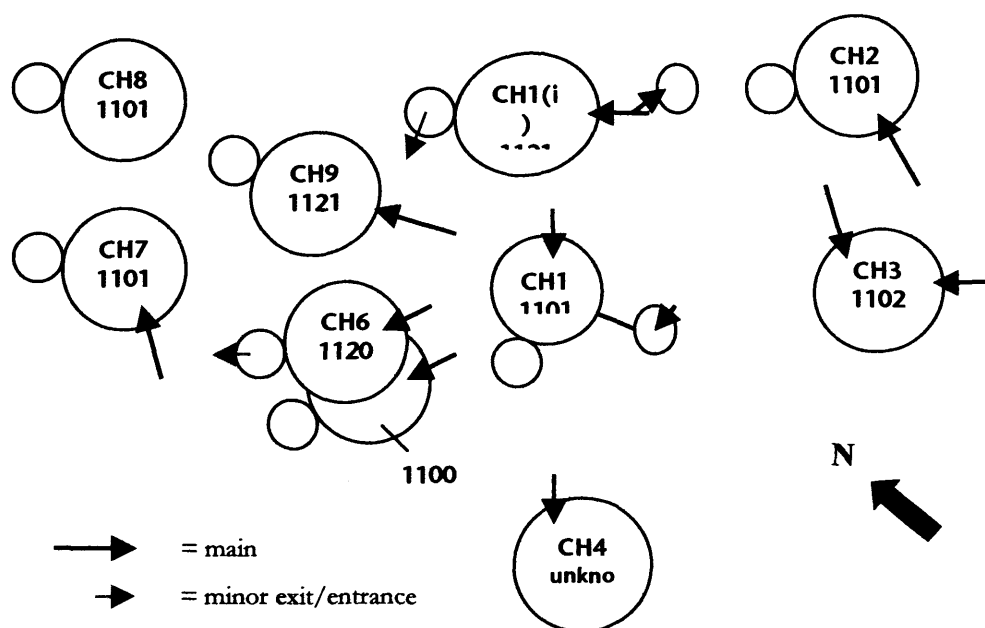 CH8
1101
CH9
1121
CH1(i
)
CH2
1101
CH7
1101
CH6
1120
1100
CH1
1101
CH3
1102
N
CH4
unkno
= main
= minor exit/entrance